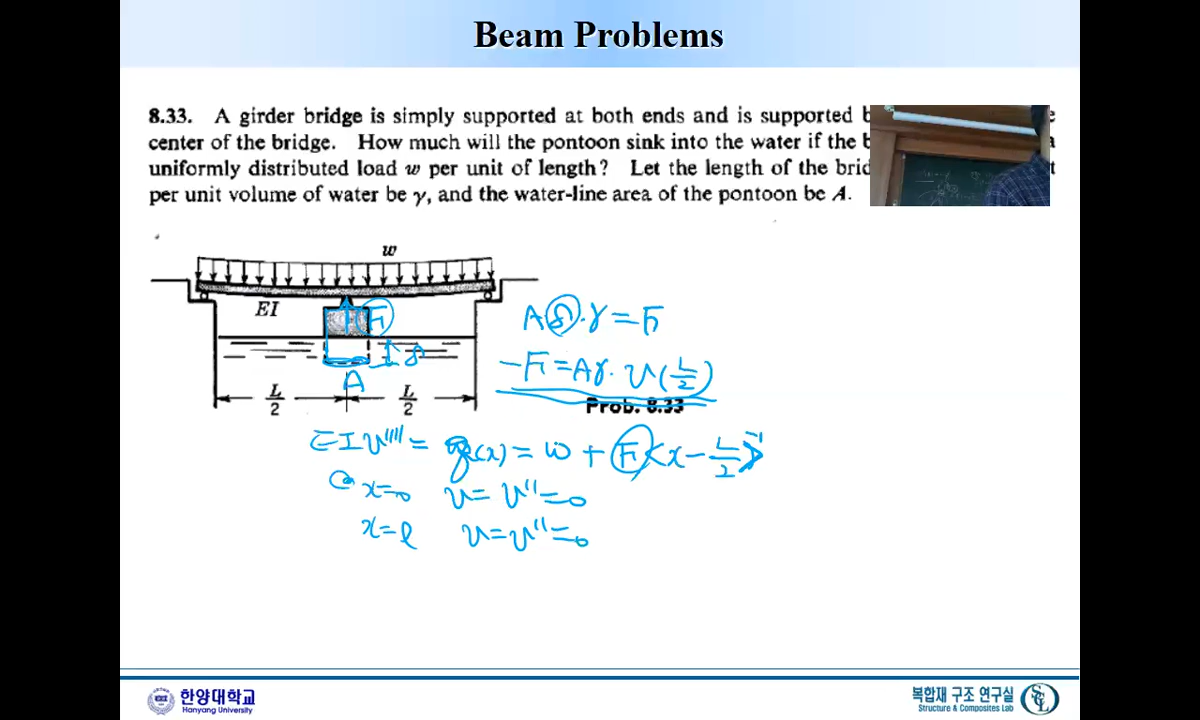 Beam Problems
8.33. A girder bridge is simply supported at both ends and is supported
center of the bridge. How much will the pontoon sink into the water if the
uniformly distributed load w per unit of length? Let the length of the
per unit volume of water be γ, and the water-line area of the pontoon be A.
w
EI
F
δ
A
L/2
L/2
Aδ·γ = F
-F = Aγ· v(L/2)
Prob. 8.33
EIv'''' = q(x) = w + F<x - L/2>⁻¹
@ x=0 v = v'' = 0
x=l v = v'' = 0
한양대학교
Hanyang University
복합재 구조 연구실
Structure & Composites Lab